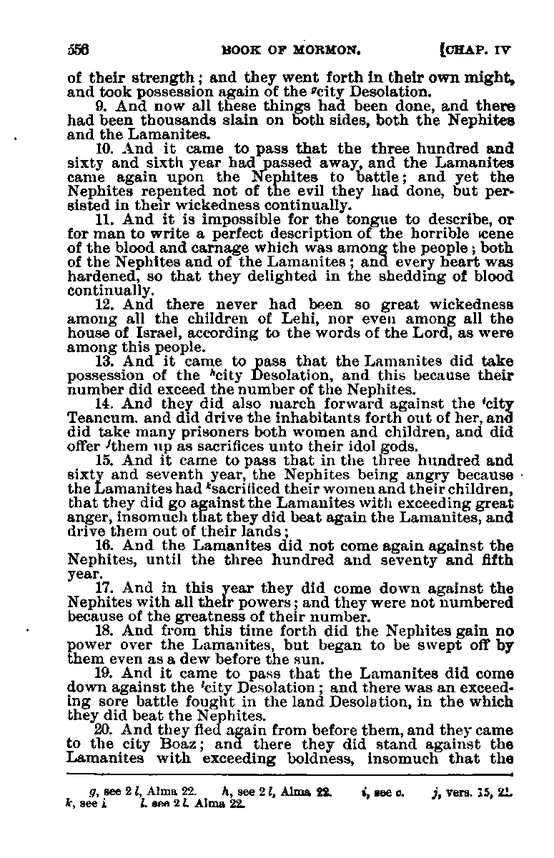 556 BOOK OF MORMON. [CHAP. IV
of their strength; and they went forth in their own might,
and took possession again of the ᵍcity Desolation.
9. And now all these things had been done, and there
had been thousands slain on both sides, both the Nephites
and the Lamanites.
10. And it came to pass that the three hundred and
sixty and sixth year had passed away, and the Lamanites
came again upon the Nephites to battle; and yet the
Nephites repented not of the evil they had done, but per-
sisted in their wickedness continually.
11. And it is impossible for the tongue to describe, or
for man to write a perfect description of the horrible scene
of the blood and carnage which was among the people; both
of the Nephites and of the Lamanites; and every heart was
hardened, so that they delighted in the shedding of blood
continually.
12. And there never had been so great wickedness
among all the children of Lehi, nor even among all the
house of Israel, according to the words of the Lord, as were
among this people.
13. And it came to pass that the Lamanites did take
possession of the ʰcity Desolation, and this because their
number did exceed the number of the Nephites.
14. And they did also march forward against the ⁱcity
Teancum. and did drive the inhabitants forth out of her, and
did take many prisoners both women and children, and did
offer ʲthem up as sacrifices unto their idol gods.
15. And it came to pass that in the three hundred and
sixty and seventh year, the Nephites being angry because
the Lamanites had ᵏsacrificed their women and their children,
that they did go against the Lamanites with exceeding great
anger, insomuch that they did beat again the Lamanites, and
drive them out of their lands;
16. And the Lamanites did not come again against the
Nephites, until the three hundred and seventy and fifth
year.
17. And in this year they did come down against the
Nephites with all their powers; and they were not numbered
because of the greatness of their number.
18. And from this time forth did the Nephites gain no
power over the Lamanites, but began to be swept off by
them even as a dew before the sun.
19. And it came to pass that the Lamanites did come
down against the ˡcity Desolation; and there was an exceed-
ing sore battle fought in the land Desolation, in the which
they did beat the Nephites.
20. And they fled again from before them, and they came
to the city Boaz; and there they did stand against the
Lamanites with exceeding boldness, insomuch that the
g, see 2 l, Alma 22. h, see 2 l, Alma 22. i, see c. j, vers. 15, 21.
k, see i l. see 2 l. Alma 22.